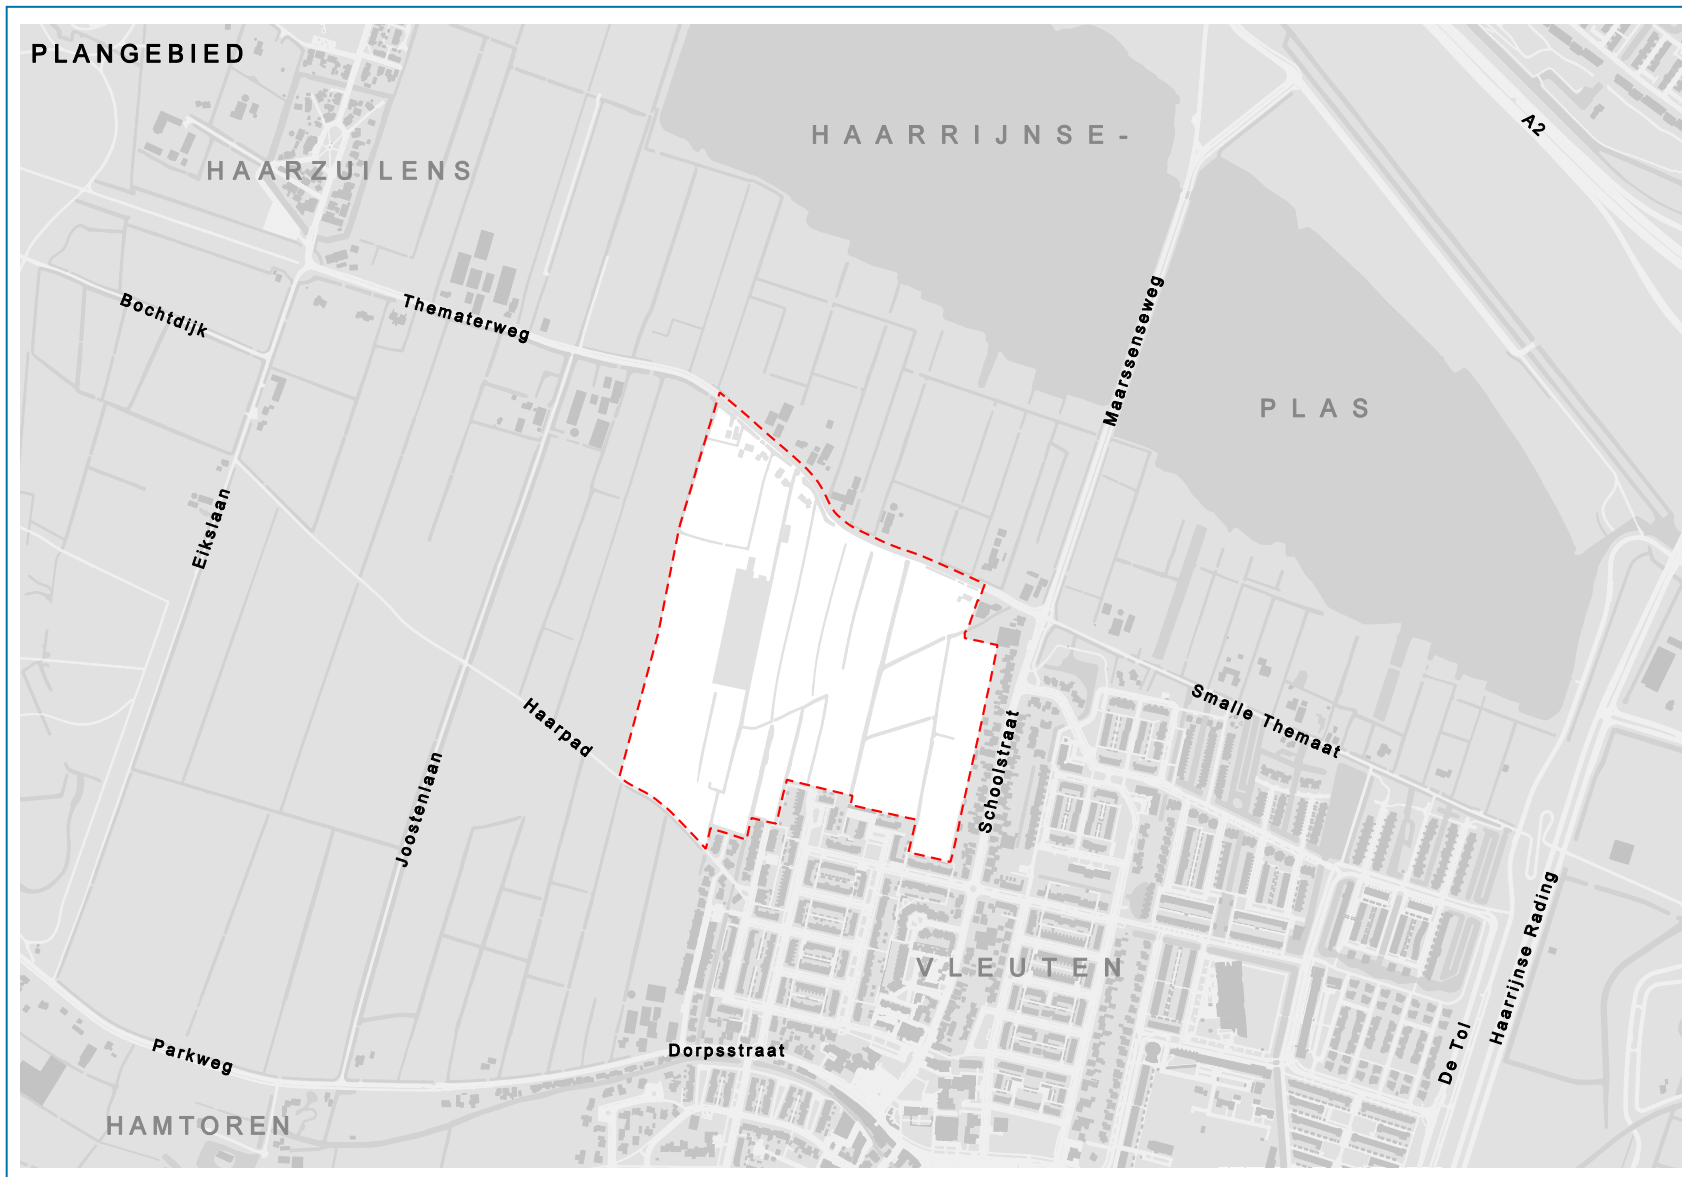 PLANGEBIED
HAARRIJNSE-
A2
HAARZUILENS
Bochtdijk
Thematerweg
Maarssenseweg
PLAS
Eikslaan
Haarpad
Smalle Themaat
Schoolstraat
Joostenlaan
Haarrijnse Rading
VLEUTEN
De Tol
Dorpsstraat
Parkweg
HAMTOREN